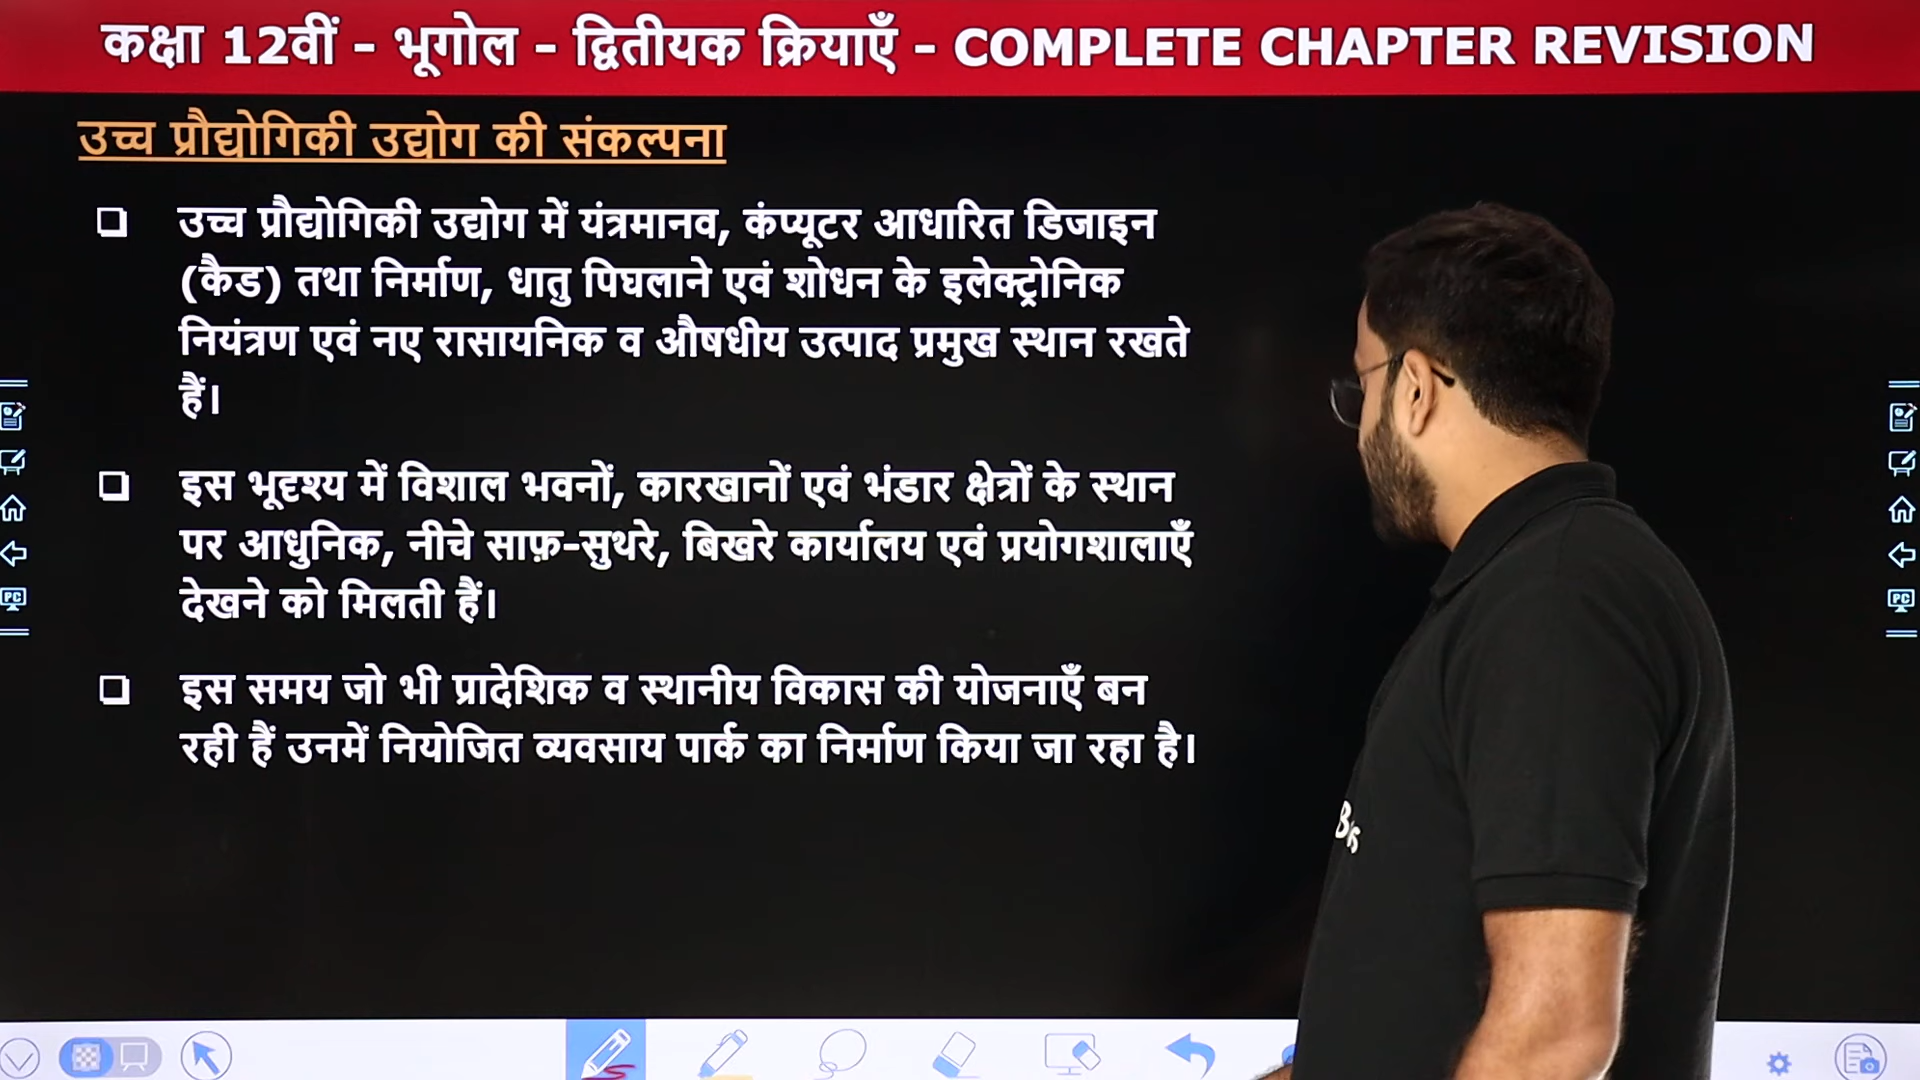 कक्षा 12वीं - भूगोल - द्वितीयक क्रियाएँ - COMPLETE CHAPTER REVISION
उच्च प्रौद्योगिकी उद्योग की संकल्पना
❑ उच्च प्रौद्योगिकी उद्योग में यंत्रमानव, कंप्यूटर आधारित डिजाइन
(कैड) तथा निर्माण, धातु पिघलाने एवं शोधन के इलेक्ट्रोनिक
नियंत्रण एवं नए रासायनिक व औषधीय उत्पाद प्रमुख स्थान रखते
हैं।
❑ इस भूदृश्य में विशाल भवनों, कारखानों एवं भंडार क्षेत्रों के स्थान
पर आधुनिक, नीचे साफ़-सुथरे, बिखरे कार्यालय एवं प्रयोगशालाएँ
देखने को मिलती हैं।
❑ इस समय जो भी प्रादेशिक व स्थानीय विकास की योजनाएँ बन
रही हैं उनमें नियोजित व्यवसाय पार्क का निर्माण किया जा रहा है।
PC
PC